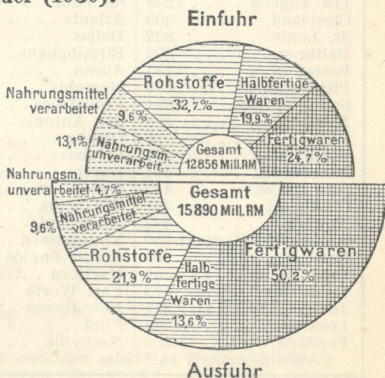 (1930).
Einfuhr
Rohstoffe
32,7%
Halbfertige
Waren
19,9%
Nahrungsmittel
verarbeitet
9,6%
13,1%
Nahrungsm.
unverarbeit.
Gesamt
12856 Mill.RM
Fertigwaren
24,7%
Nahrungsm.
unverarbeitet 4,7%
Nahrungsmittel
verarbeitet
9,6%
Gesamt
15890 Mill.RM
Rohstoffe
21,9%
Halb-
fertige
Waren
13,6%
Fertigwaren
50,2%
Ausfuhr